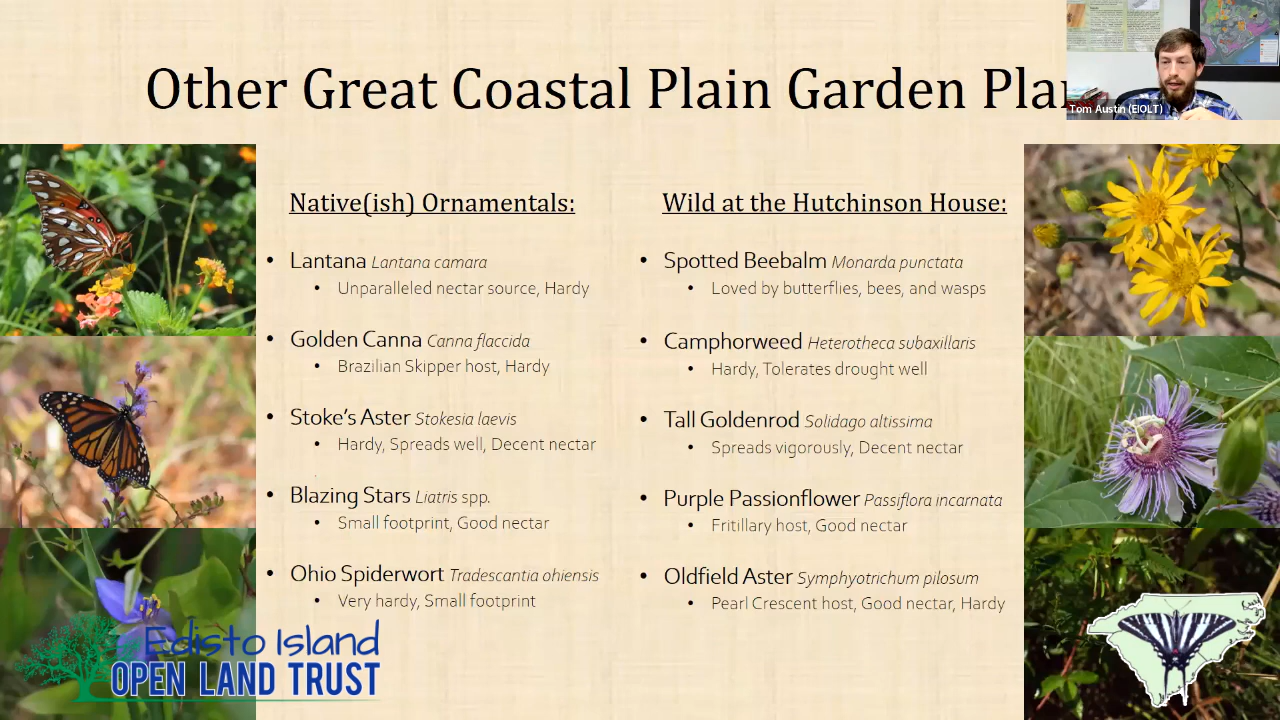 Other Great Coastal Plain Garden
Tom Austin (EIOLT)
Native(ish) Ornamentals:
• Lantana Lantana camara
• Unparalleled nectar source, Hardy
• Golden Canna Canna flaccida
• Brazilian Skipper host, Hardy
• Stoke's Aster Stokesia laevis
• Hardy, Spreads well, Decent nectar
• Blazing Stars Liatris spp.
• Small footprint, Good nectar
• Ohio Spiderwort Tradescantia ohiensis
• Very hardy, Small footprint
Wild at the Hutchinson House:
• Spotted Beebalm Monarda punctata
• Loved by butterflies, bees, and wasps
• Camphorweed Heterotheca subaxillaris
• Hardy, Tolerates drought well
• Tall Goldenrod Solidago altissima
• Spreads vigorously, Decent nectar
• Purple Passionflower Passiflora incarnata
• Fritillary host, Good nectar
• Oldfield Aster Symphyotrichum pilosum
• Pearl Crescent host, Good nectar, Hardy
Edisto Island
OPEN LAND TRUST